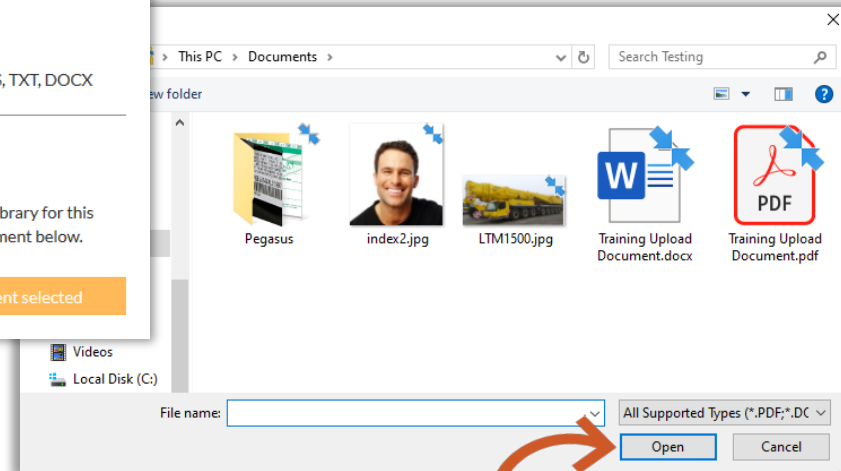 This PC > Documents >
Search Testing
S, TXT, DOCX
ew folder
?
W
PDF
brary for this
ment below.
Pegasus
index2.jpg
LTM1500.jpg
Training Upload
Document.docx
Training Upload
Document.pdf
ent selected
Videos
Local Disk (C:)
File name:
All Supported Types (*.PDF;*.DC
Open
Cancel